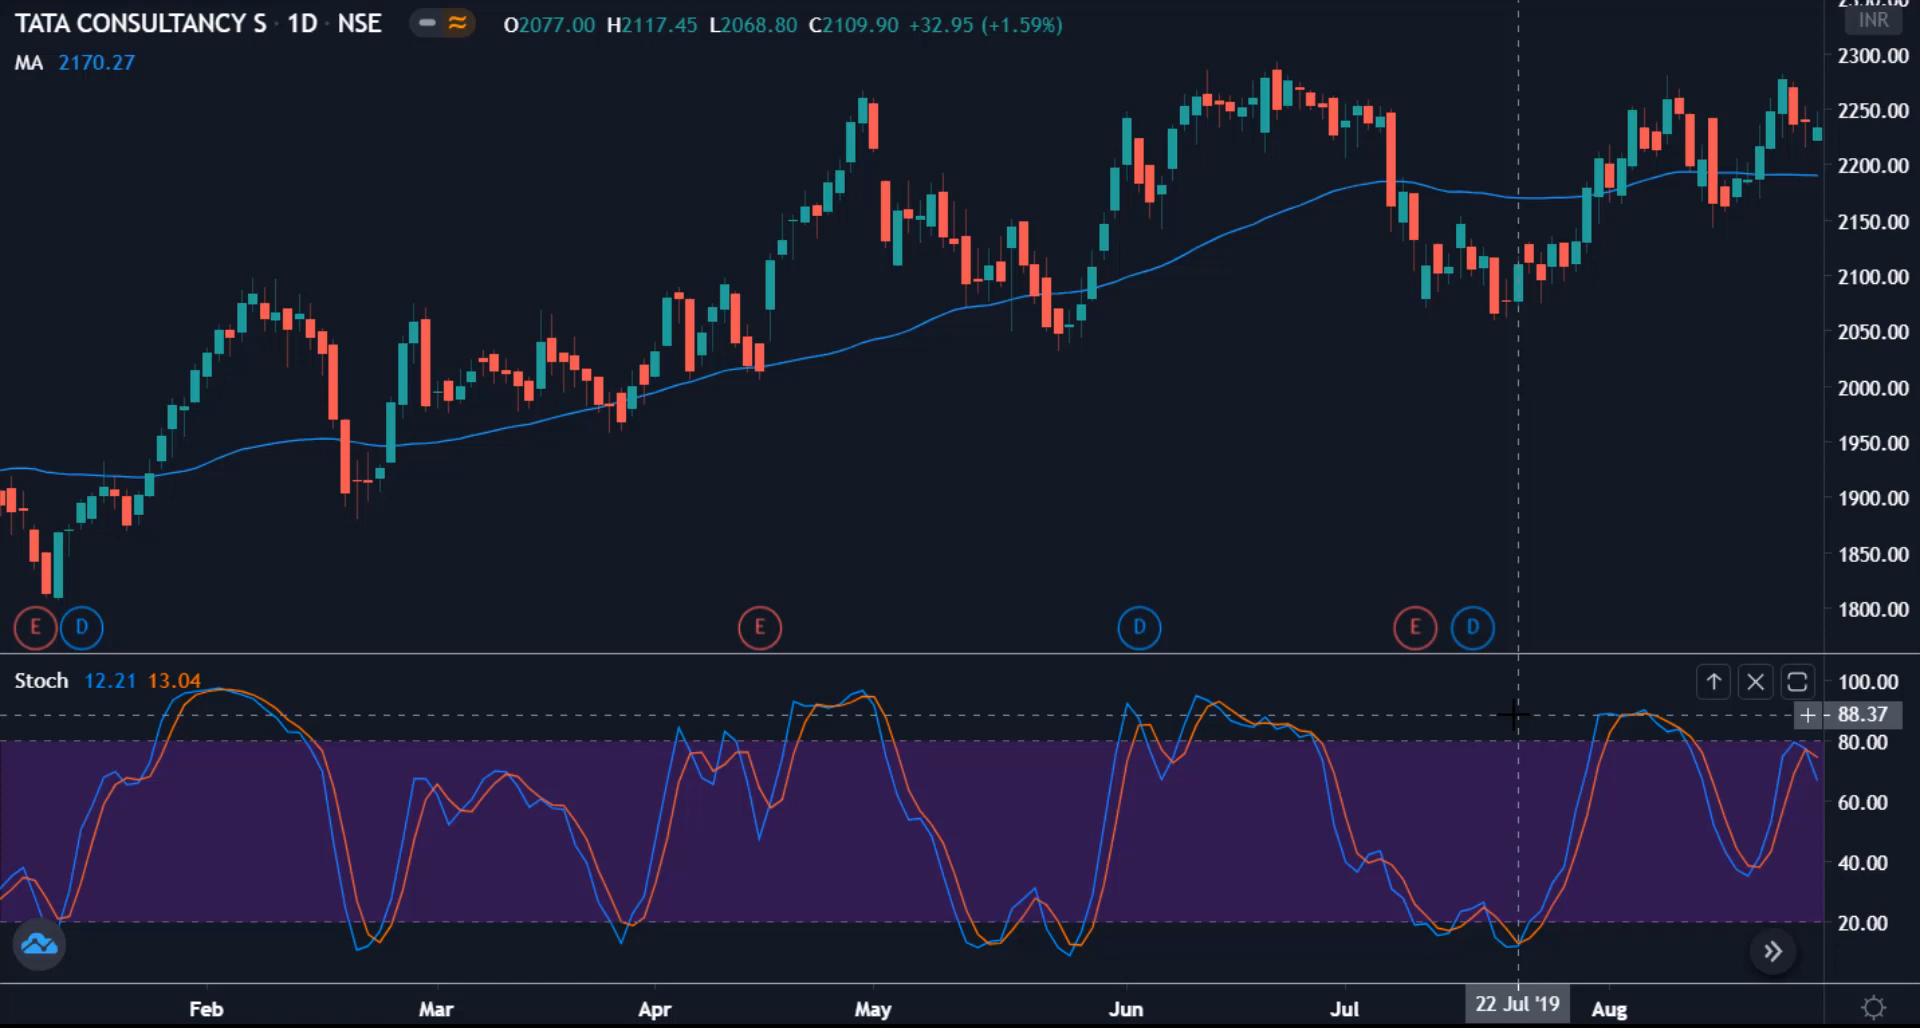 TATA CONSULTANCY S · 1D · NSE O2077.00 H2117.45 L2068.80 C2109.90 +32.95 (+1.59%)
INR
MA 2170.27
2300.00
2250.00
2200.00
2150.00
2100.00
2050.00
2000.00
1950.00
1900.00
1850.00
1800.00
E D E D E D
Stoch 12.21 13.04
100.00
88.37
80.00
60.00
40.00
20.00
Feb Mar Apr May Jun Jul 22 Jul '19 Aug